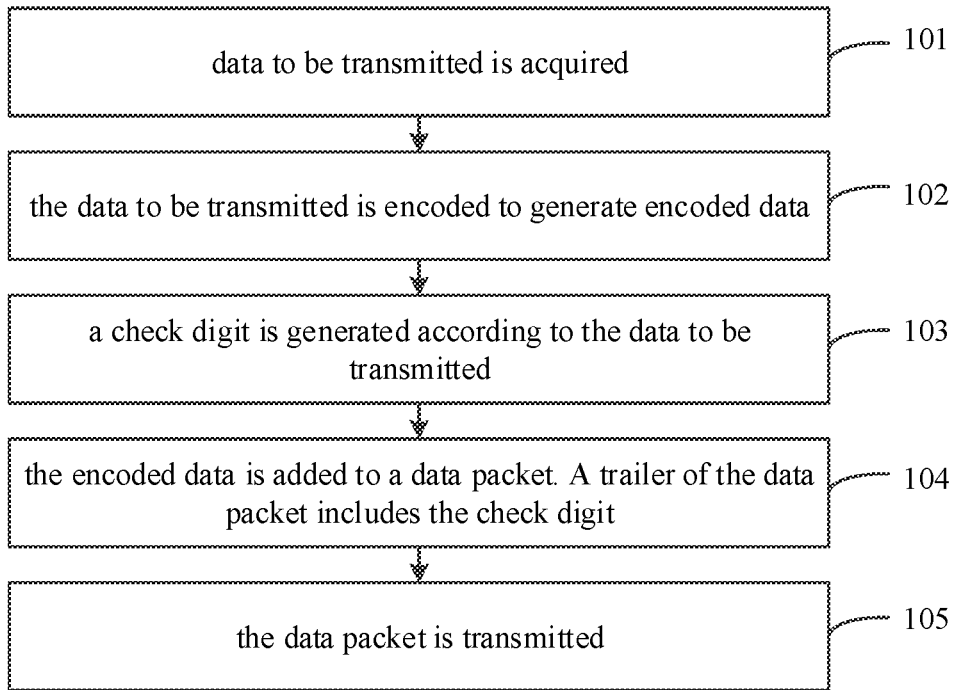 data to be transmitted is acquired
101
the data to be transmitted is encoded to generate encoded data
102
a check digit is generated according to the data to be
transmitted
103
the encoded data is added to a data packet. A trailer of the data
packet includes the check digit
104
the data packet is transmitted
105